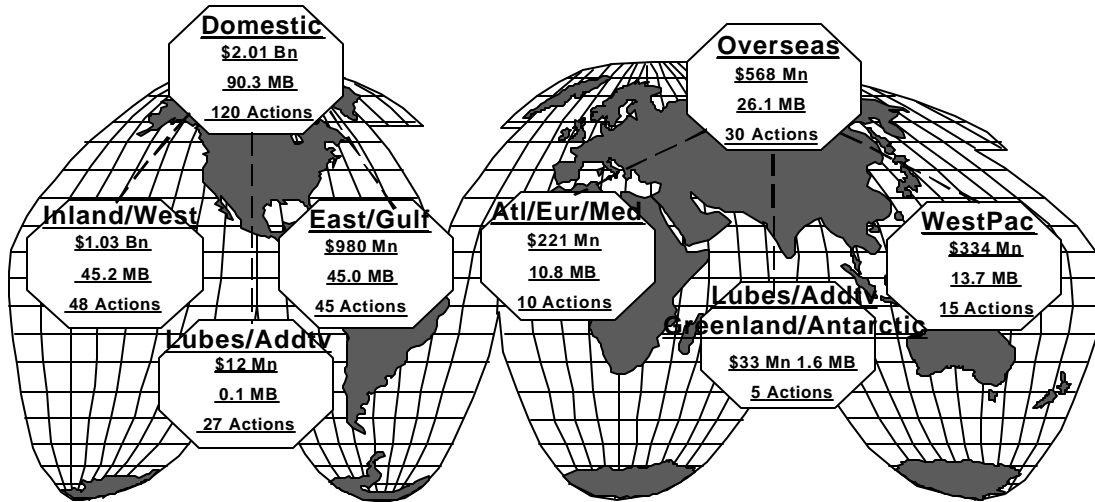 Domestic
$2.01 Bn
90.3 MB
120 Actions
Overseas
$568 Mn
26.1 MB
30 Actions
Inland/West
$1.03 Bn
45.2 MB
48 Actions
East/Gulf
$980 Mn
45.0 MB
45 Actions
Lubes/Addtv
$12 Mn
0.1 MB
27 Actions
Atl/Eur/Med
$221 Mn
10.8 MB
10 Actions
Lubes/Addtv
Greenland/Antarctic
$33 Mn 1.6 MB
5 Actions
WestPac
$334 Mn
13.7 MB
15 Actions